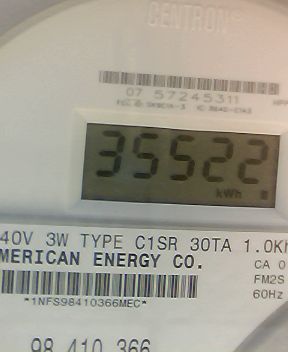 CENTRON®
07 57245311
35522
kWh
40V 3W TYPE C1SR 30TA 1.0Kh
MERICAN ENERGY CO.
CA 0
FM2S
60Hz
*1NFS98410366MEC*
98 410 366